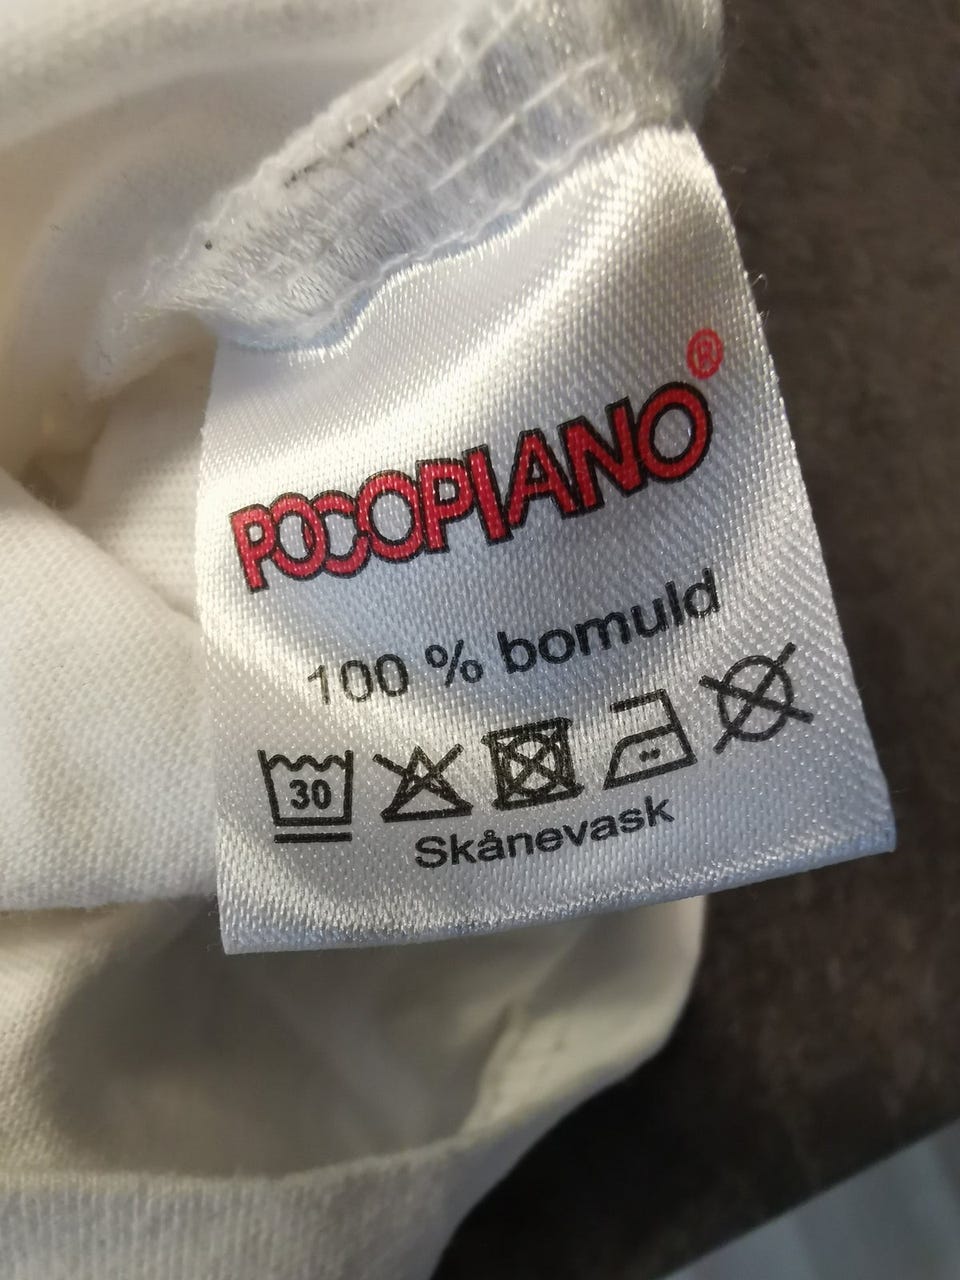 POCOPIANO®
100 % bomuld
30
Skånevask